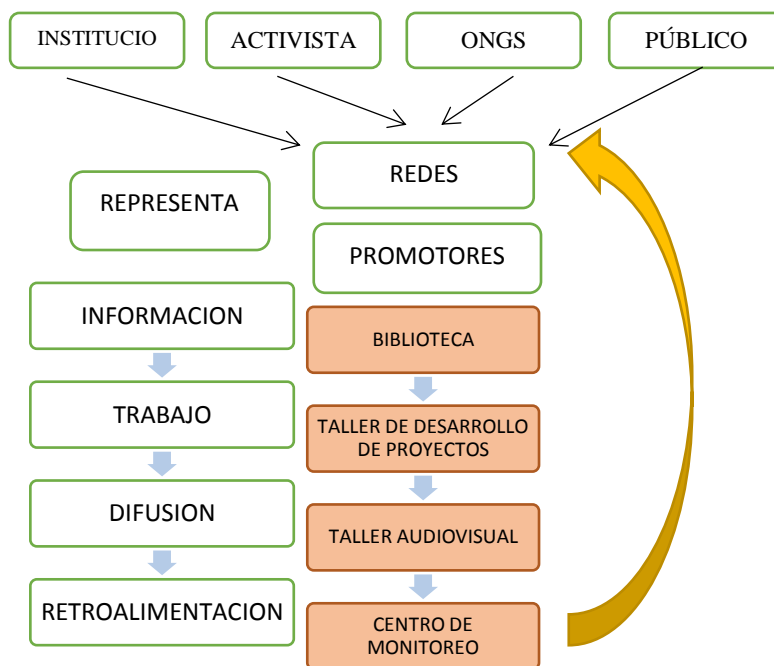 INSTITUCIO
ACTIVISTA
ONGS
PÚBLICO
REDES
REPRESENTA
PROMOTORES
INFORMACION
BIBLIOTECA
TRABAJO
TALLER DE DESARROLLO
DE PROYECTOS
DIFUSION
TALLER AUDIOVISUAL
RETROALIMENTACION
CENTRO DE
MONITOREO